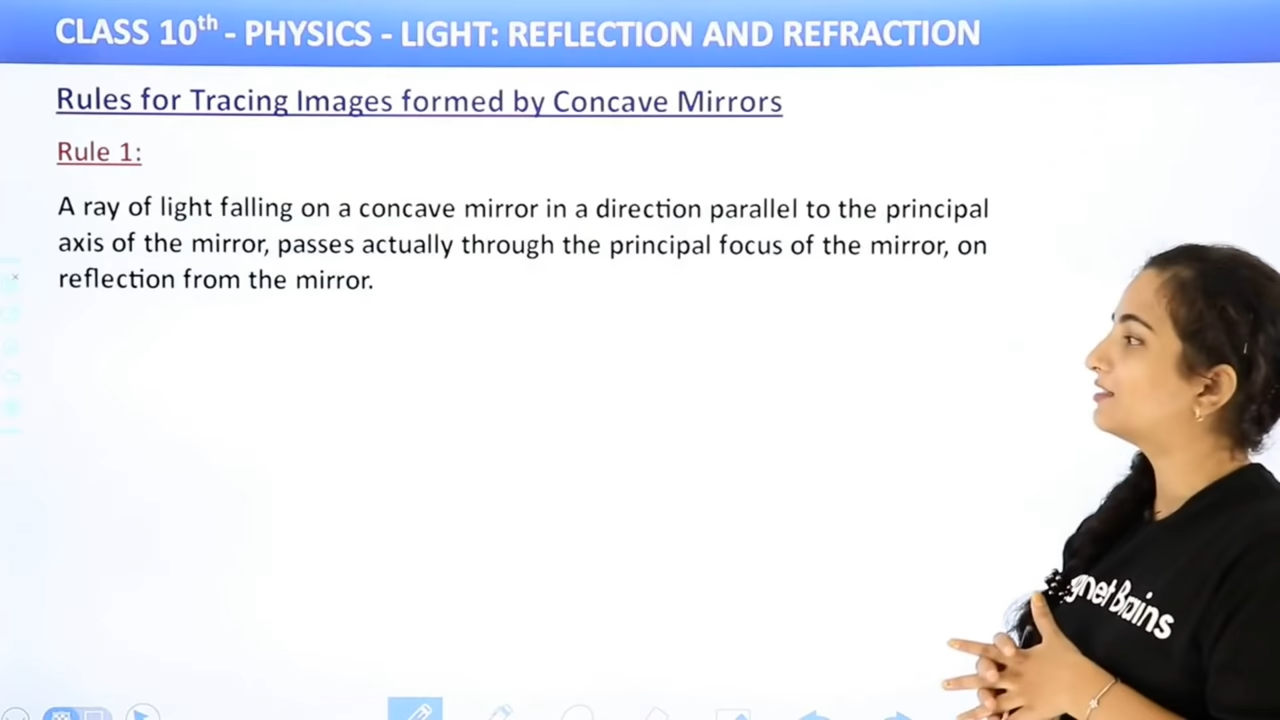 CLASS 10th - PHYSICS - LIGHT: REFLECTION AND REFRACTION
Rules for Tracing Images formed by Concave Mirrors
Rule 1:
A ray of light falling on a concave mirror in a direction parallel to the principal
axis of the mirror, passes actually through the principal focus of the mirror, on
reflection from the mirror.
gnet Brains